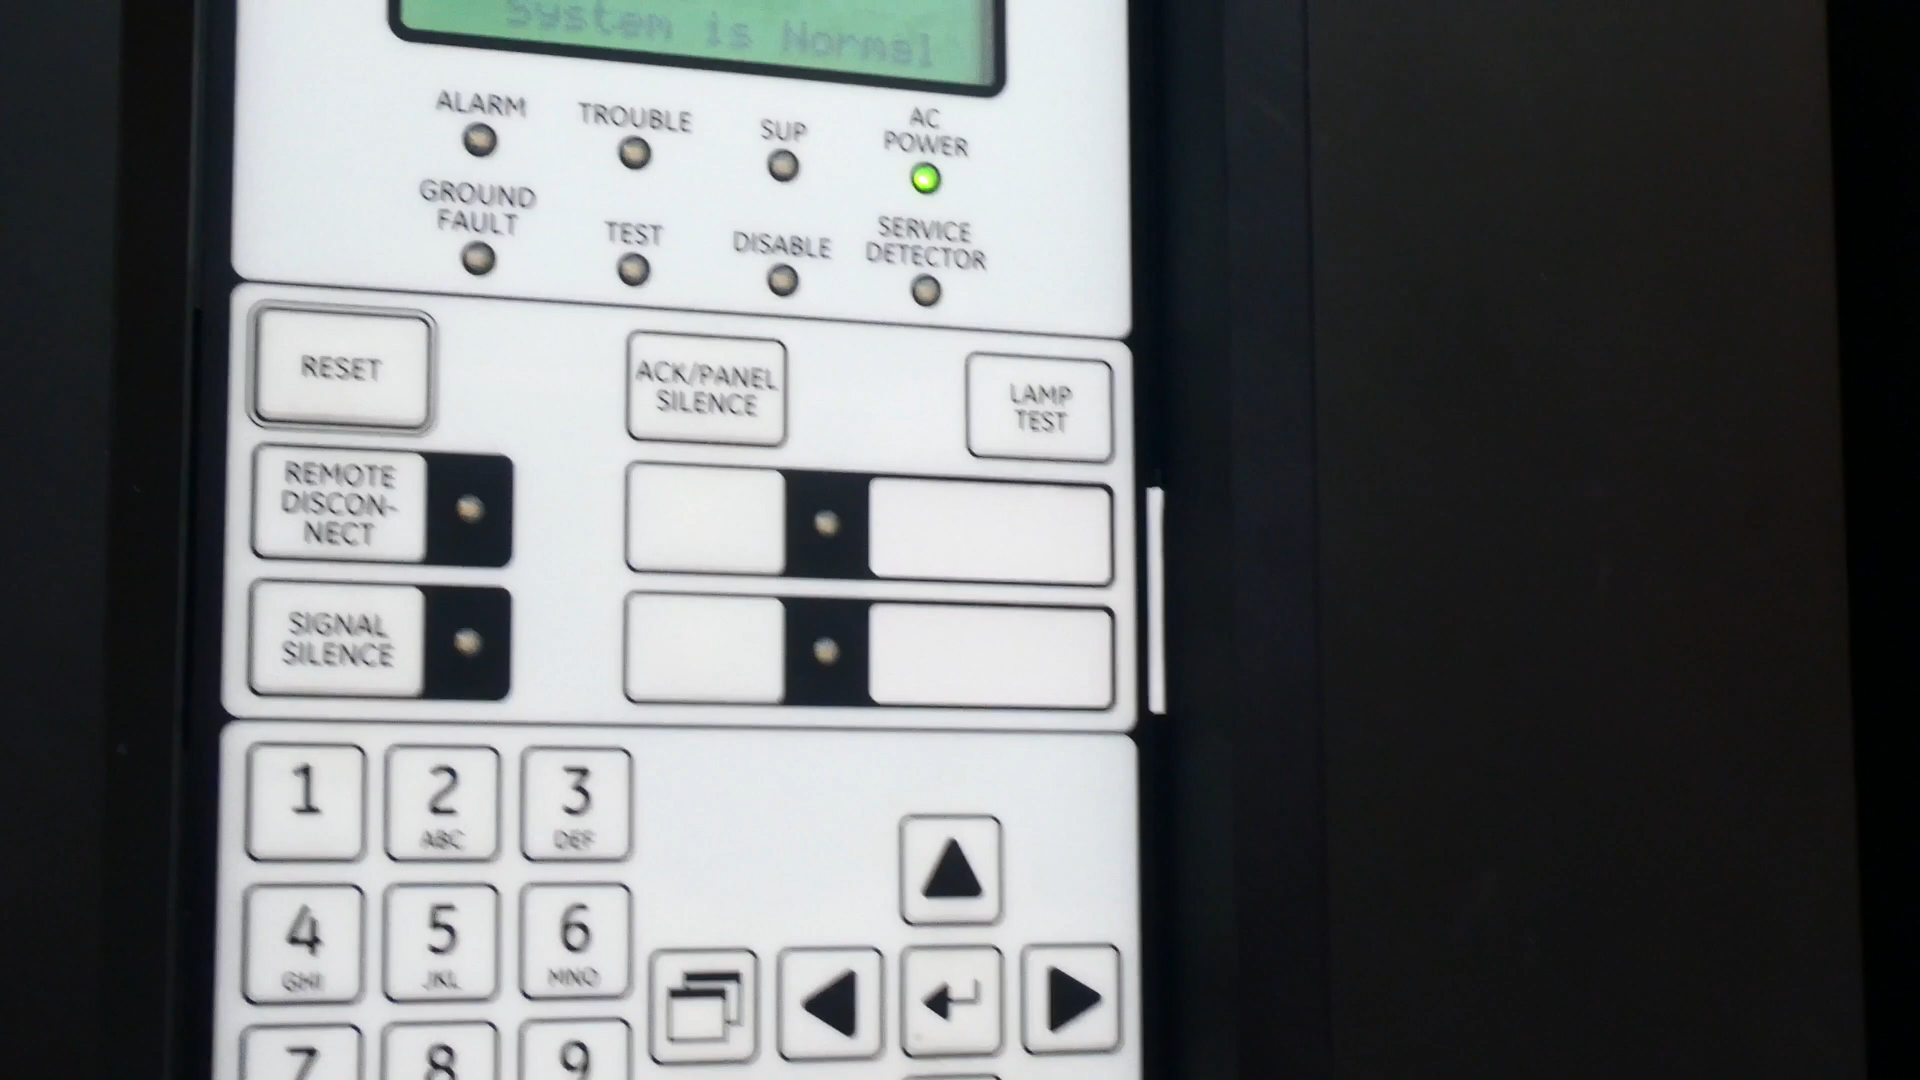 System is Normal
ALARM
TROUBLE
SUP
AC
POWER
GROUND
FAULT
TEST
DISABLE
SERVICE
DETECTOR
RESET
ACK/PANEL
SILENCE
LAMP
TEST
REMOTE
DISCON-
NECT
SIGNAL
SILENCE
1
2
ABC
3
DEF
4
GHI
5
JKL
6
MNO
7
8
9